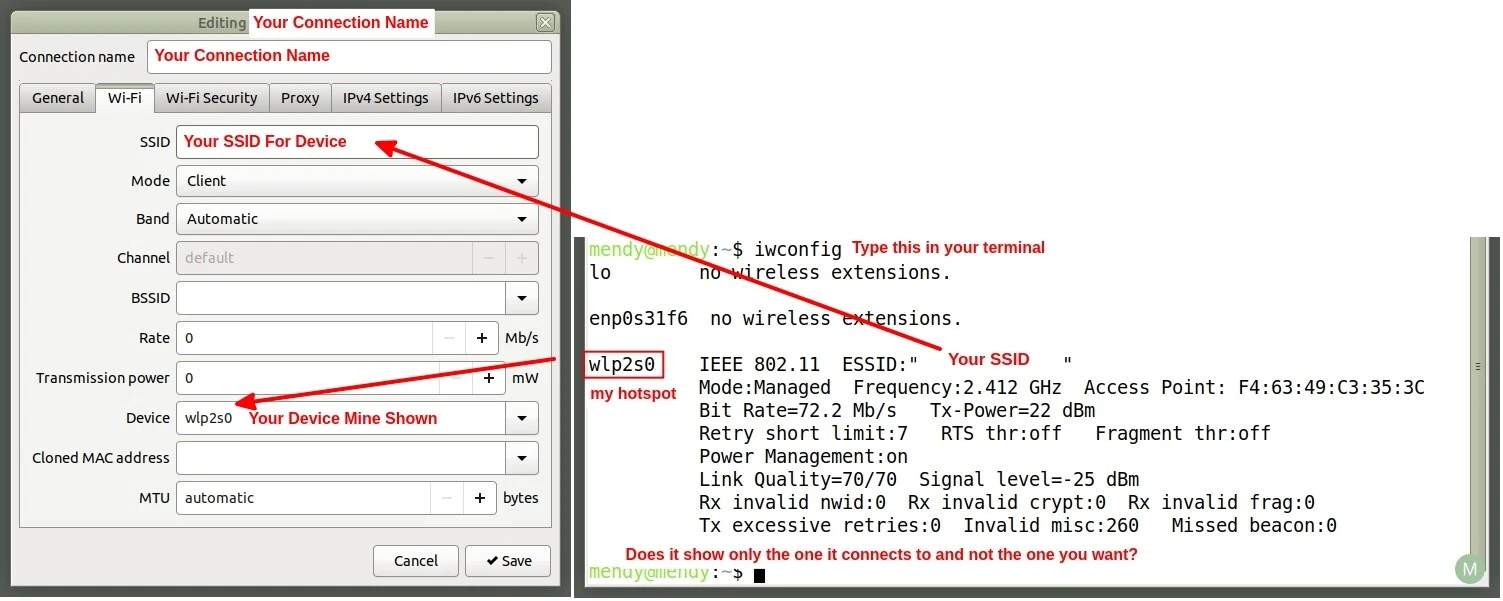 Editing Your Connection Name
Connection name Your Connection Name
General Wi-Fi Wi-Fi Security Proxy IPv4 Settings IPv6 Settings
SSID Your SSID For Device
Mode Client
Band Automatic
Channel default
BSSID
Rate 0 Mb/s
Transmission power 0 mW
Device wlp2s0 Your Device Mine Shown
Cloned MAC address
MTU automatic bytes
Cancel Save
mendy@mendy:~$ iwconfig Type this in your terminal
lo no wireless extensions.
enp0s31f6 no wireless extensions.
wlp2s0 IEEE 802.11 ESSID:" Your SSID "
my hotspot Mode:Managed Frequency:2.412 GHz Access Point: F4:63:49:C3:35:3C
Bit Rate=72.2 Mb/s Tx-Power=22 dBm
Retry short limit:7 RTS thr:off Fragment thr:off
Power Management:on
Link Quality=70/70 Signal level=-25 dBm
Rx invalid nwid:0 Rx invalid crypt:0 Rx invalid frag:0
Tx excessive retries:0 Invalid misc:260 Missed beacon:0
Does it show only the one it connects to and not the one you want?
mendy@mendy:~$
M